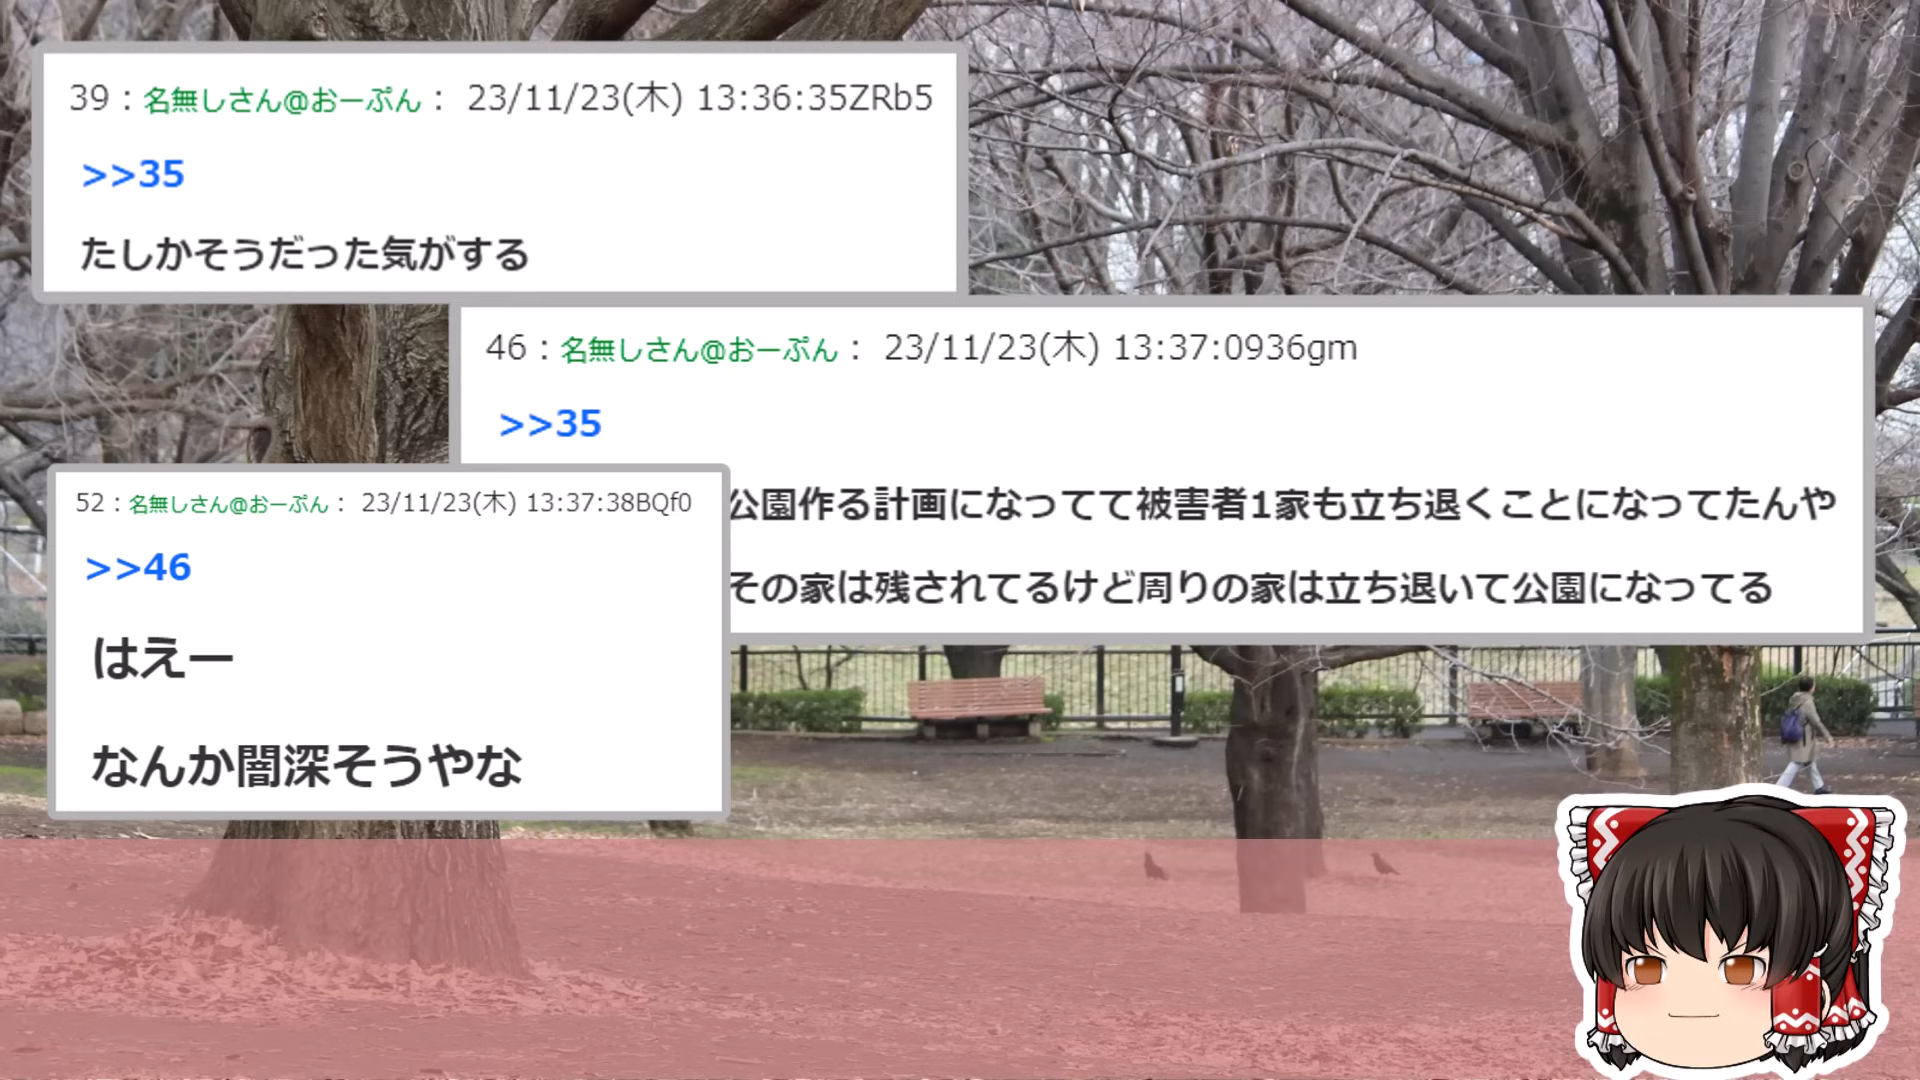 39：名無しさん@おーぷん： 23/11/23(木) 13:36:35ZRb5
>>35
たしかそうだった気がする
46：名無しさん@おーぷん： 23/11/23(木) 13:37:0936gm
>>35
公園作る計画になってて被害者1家も立ち退くことになってたんや
その家は残されてるけど周りの家は立ち退いて公園になってる
52：名無しさん@おーぷん： 23/11/23(木) 13:37:38BQf0
>>46
はえー
なんか闇深そうやな